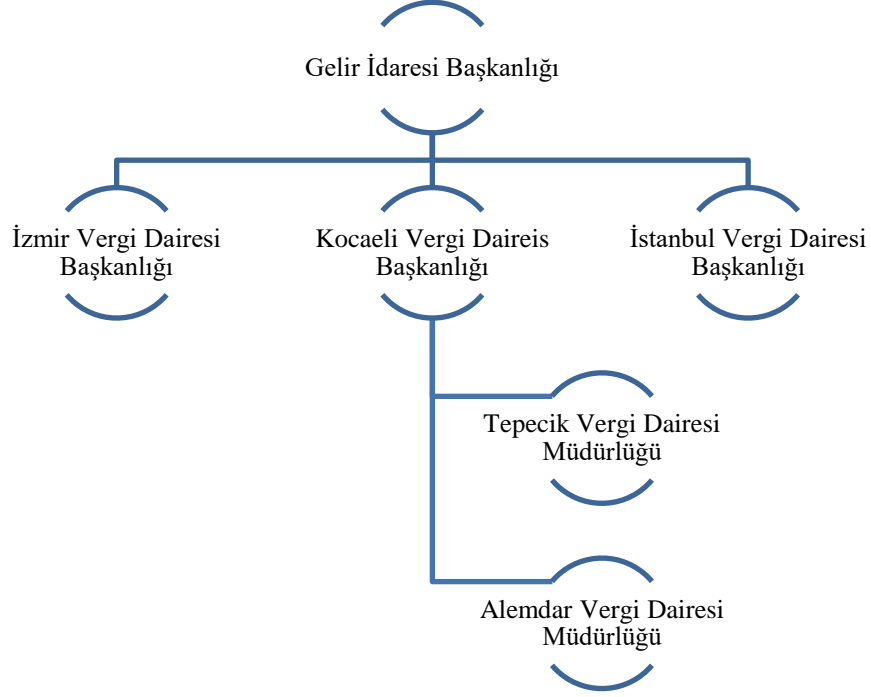 Gelir İdaresi Başkanlığı
İzmir Vergi Dairesi
Başkanlığı
Kocaeli Vergi Daireis
Başkanlığı
İstanbul Vergi Dairesi
Başkanlığı
Tepecik Vergi Dairesi
Müdürlüğü
Alemdar Vergi Dairesi
Müdürlüğü